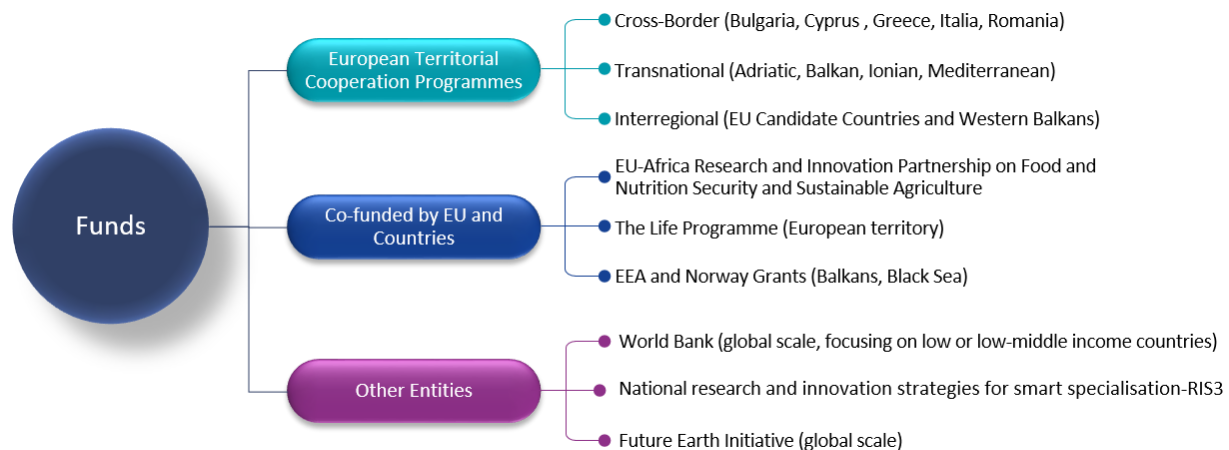 Funds
European Territorial
Cooperation Programmes
Cross-Border (Bulgaria, Cyprus , Greece, Italia, Romania)
Transnational (Adriatic, Balkan, Ionian, Mediterranean)
Interregional (EU Candidate Countries and Western Balkans)
Co-funded by EU and
Countries
EU-Africa Research and Innovation Partnership on Food and
Nutrition Security and Sustainable Agriculture
The Life Programme (European territory)
EEA and Norway Grants (Balkans, Black Sea)
Other Entities
World Bank (global scale, focusing on low or low-middle income countries)
National research and innovation strategies for smart specialisation-RIS3
Future Earth Initiative (global scale)